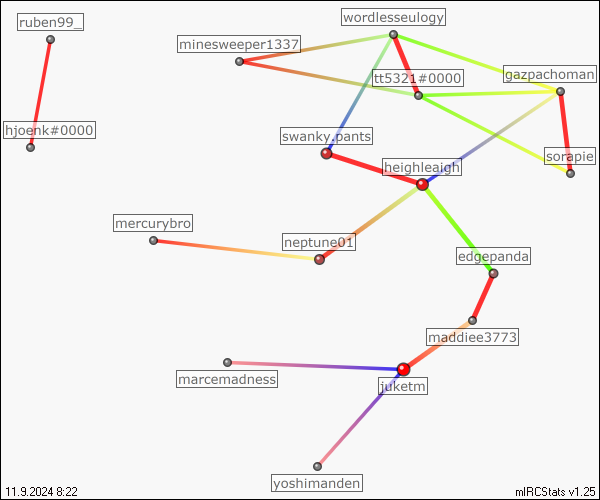 wordlesseulogy
ruben99_
minesweeper1337
tt5321#0000
gazpachoman
hjoenk#0000
swanky.pants
sorapie
heighleaigh
mercurybro
neptune01
edgepanda
maddiee3773
marcemadness
juketm
yoshimanden
11.9.2024 8:22
mIRCStats v1.25